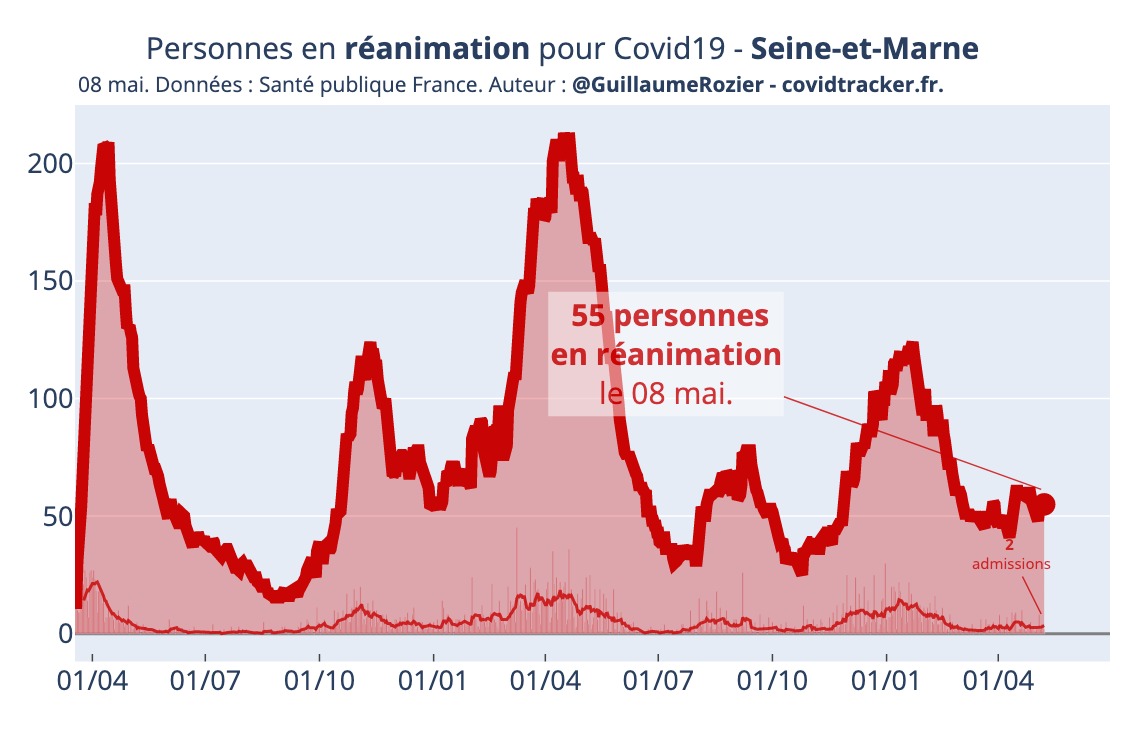 Personnes en réanimation pour Covid19 - Seine-et-Marne
08 mai. Données : Santé publique France. Auteur : @GuillaumeRozier - covidtracker.fr.
200
150
100
50
0
55 personnes
en réanimation
le 08 mai.
2
admissions
01/04 01/07 01/10 01/01 01/04 01/07 01/10 01/01 01/04